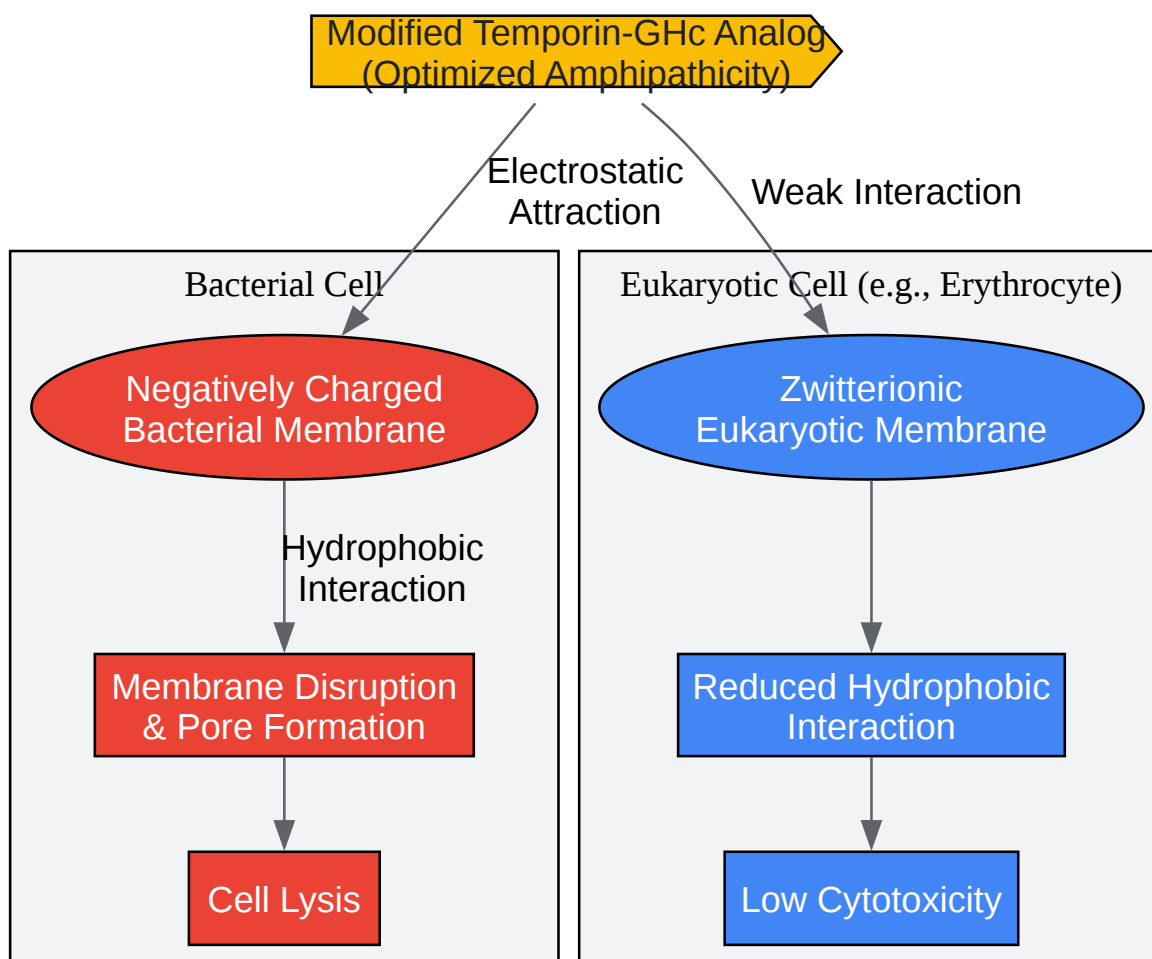 Modified Temporin-GHc Analog
(Optimized Amphipathicity)
Electrostatic
Attraction
Weak Interaction
Bacterial Cell
Eukaryotic Cell (e.g., Erythrocyte)
Negatively Charged
Bacterial Membrane
Zwitterionic
Eukaryotic Membrane
Hydrophobic
Interaction
Membrane Disruption
& Pore Formation
Reduced Hydrophobic
Interaction
Cell Lysis
Low Cytotoxicity